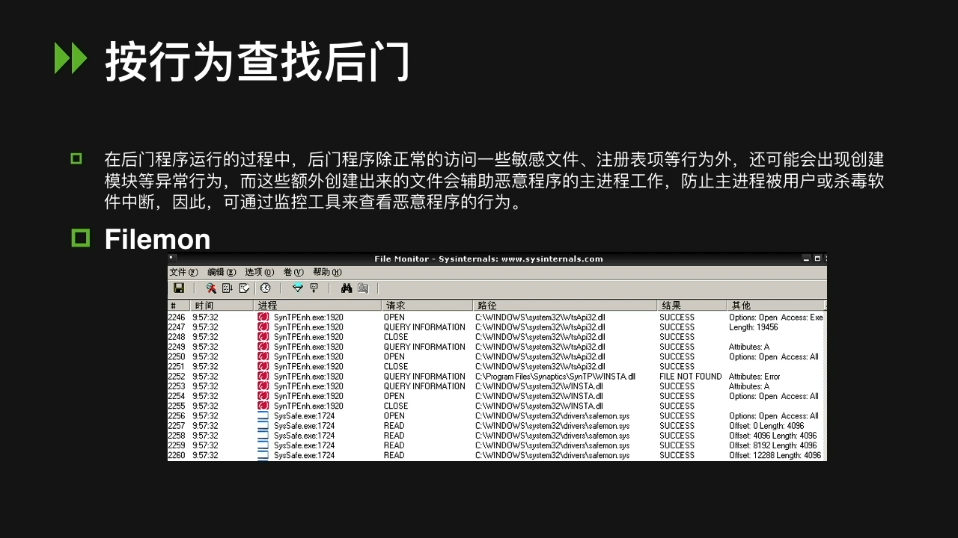 按行为查找后门
在后门程序运行的过程中，后门程序除正常的访问一些敏感文件、注册表项等行为外，还可能会出现创建
模块等异常行为，而这些额外创建出来的文件会辅助恶意程序的主进程工作，防止主进程被用户或杀毒软
件中断，因此，可通过监控工具来查看恶意程序的行为。
Filemon
File Monitor - Sysinternals: www.sysinternals.com
文件(F) 编辑(E) 选项(O) 卷(V) 帮助(H)
# 时间 进程 请求 路径 结果 其他
2246 9:57:32 SynTPEnh.exe:1920 OPEN C:\WINDOWS\system32\WtsApi32.dll SUCCESS Options: Open Access: Exe
2247 9:57:32 SynTPEnh.exe:1920 QUERY INFORMATION C:\WINDOWS\system32\WtsApi32.dll SUCCESS Length: 19456
2248 9:57:32 SynTPEnh.exe:1920 CLOSE C:\WINDOWS\system32\WtsApi32.dll SUCCESS
2249 9:57:32 SynTPEnh.exe:1920 QUERY INFORMATION C:\WINDOWS\system32\WtsApi32.dll SUCCESS Attributes: A
2250 9:57:32 SynTPEnh.exe:1920 OPEN C:\WINDOWS\system32\WtsApi32.dll SUCCESS Options: Open Access: All
2251 9:57:32 SynTPEnh.exe:1920 CLOSE C:\WINDOWS\system32\WtsApi32.dll SUCCESS
2252 9:57:32 SynTPEnh.exe:1920 QUERY INFORMATION C:\Program Files\Synaptics\SynTP\WINSTA.dll FILE NOT FOUND Attributes: Error
2253 9:57:32 SynTPEnh.exe:1920 QUERY INFORMATION C:\WINDOWS\system32\WINSTA.dll SUCCESS Attributes: A
2254 9:57:32 SynTPEnh.exe:1920 OPEN C:\WINDOWS\system32\WINSTA.dll SUCCESS Options: Open Access: All
2255 9:57:32 SynTPEnh.exe:1920 CLOSE C:\WINDOWS\system32\WINSTA.dll SUCCESS
2256 9:57:32 SysSafe.exe:1724 OPEN C:\WINDOWS\system32\drivers\safemon.sys SUCCESS Options: Open Access: All
2257 9:57:32 SysSafe.exe:1724 READ C:\WINDOWS\system32\drivers\safemon.sys SUCCESS Offset: 0 Length: 4096
2258 9:57:32 SysSafe.exe:1724 READ C:\WINDOWS\system32\drivers\safemon.sys SUCCESS Offset: 4096 Length: 4096
2259 9:57:32 SysSafe.exe:1724 READ C:\WINDOWS\system32\drivers\safemon.sys SUCCESS Offset: 8192 Length: 4096
2260 9:57:32 SysSafe.exe:1724 READ C:\WINDOWS\system32\drivers\safemon.sys SUCCESS Offset: 12288 Length: 4096